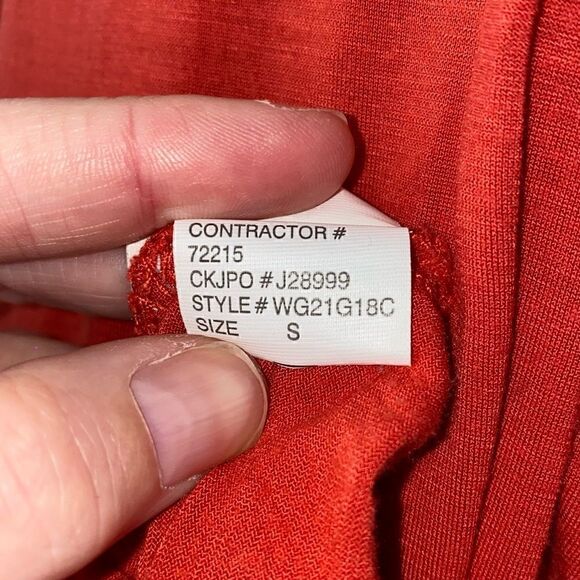 CONTRACTOR #
72215
CKJPO # J28999
STYLE # WG21G18C
SIZE S